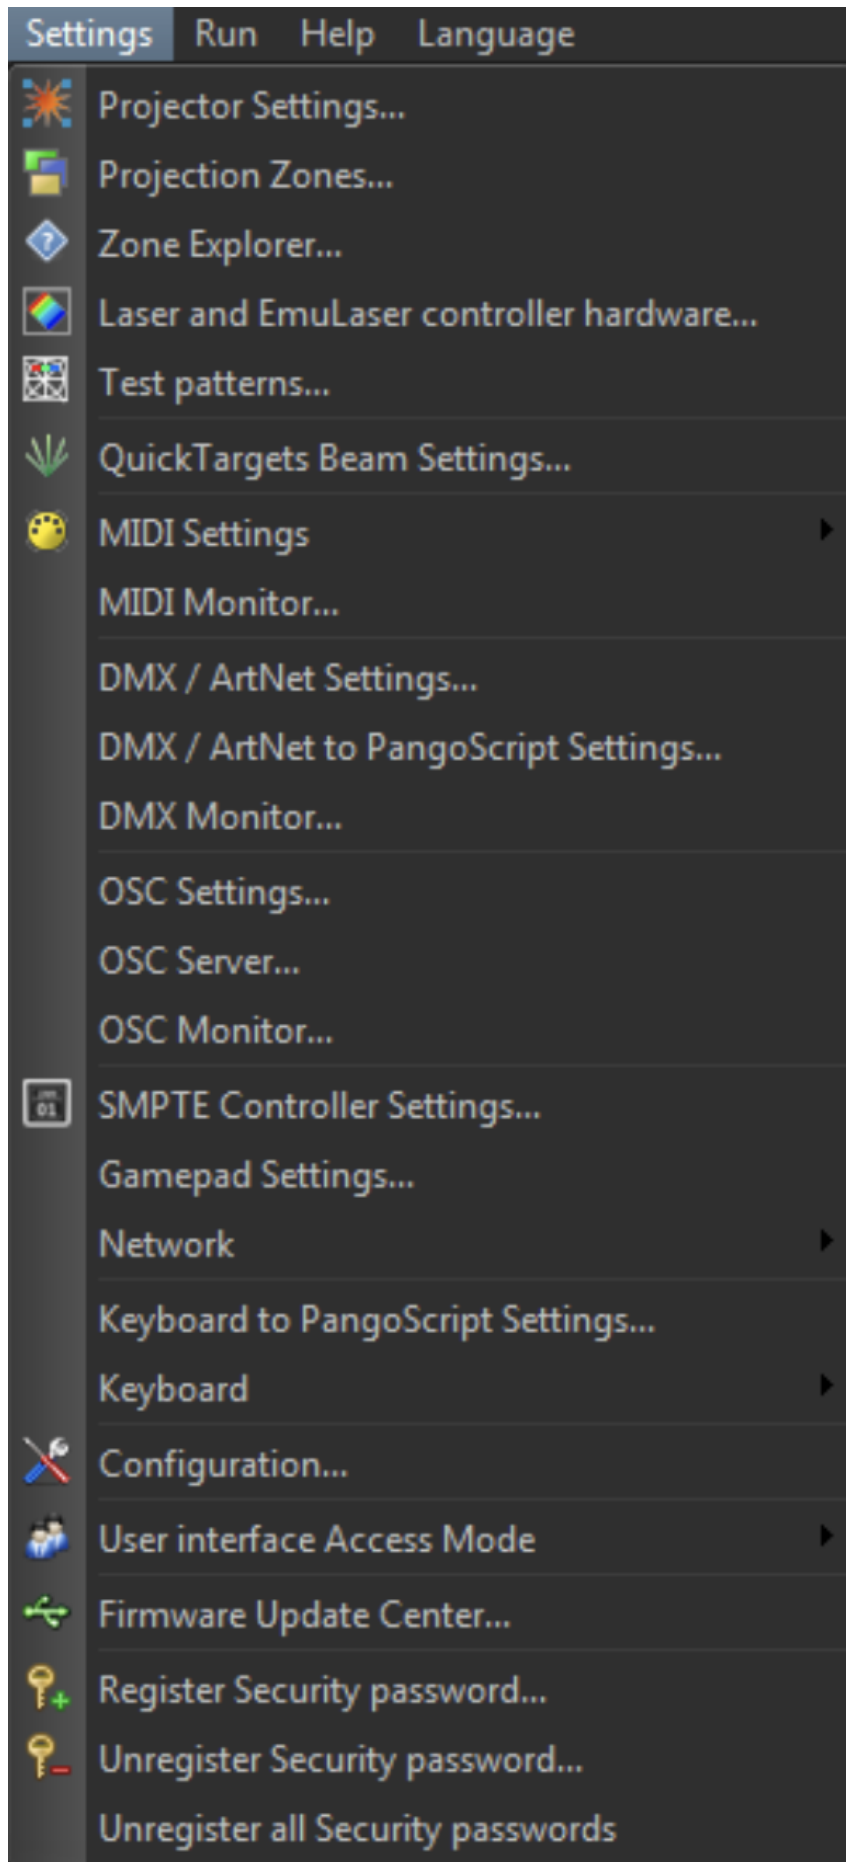 Settings Run Help Language
Projector Settings...
Projection Zones...
Zone Explorer...
Laser and EmuLaser controller hardware...
Test patterns...
QuickTargets Beam Settings...
MIDI Settings
MIDI Monitor...
DMX / ArtNet Settings...
DMX / ArtNet to PangoScript Settings...
DMX Monitor...
OSC Settings...
OSC Server...
OSC Monitor...
01
SMPTE Controller Settings...
Gamepad Settings...
Network
Keyboard to PangoScript Settings...
Keyboard
Configuration...
User interface Access Mode
Firmware Update Center...
Register Security password...
Unregister Security password...
Unregister all Security passwords